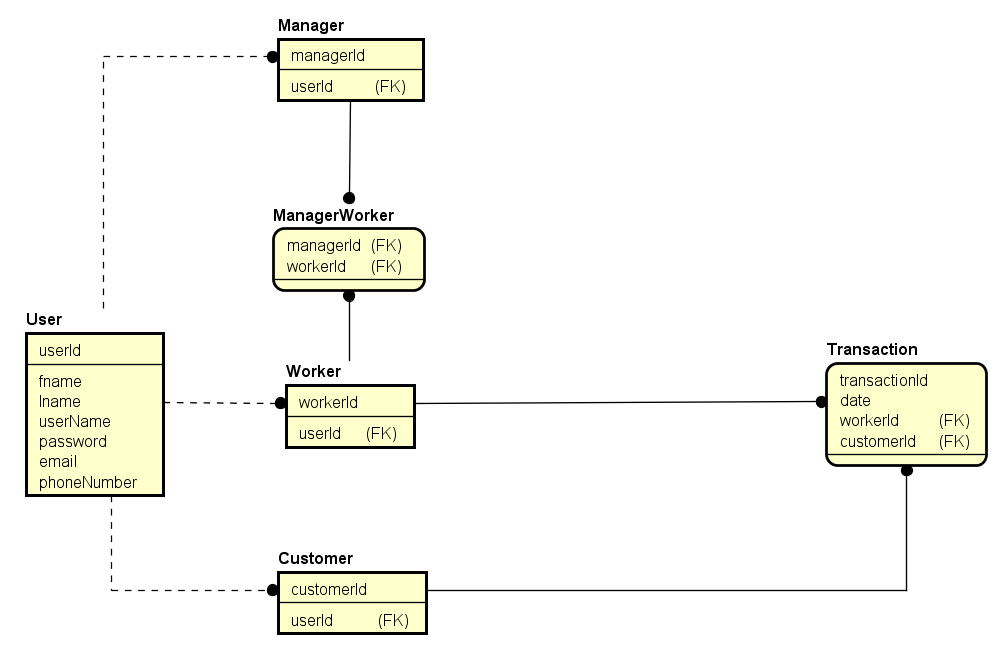 Manager
managerId
userId (FK)
ManagerWorker
managerId (FK)
workerId (FK)
User
userId
fname
lname
userName
password
email
phoneNumber
Worker
workerId
userId (FK)
Transaction
transactionId
date
workerId (FK)
customerId (FK)
Customer
customerId
userId (FK)